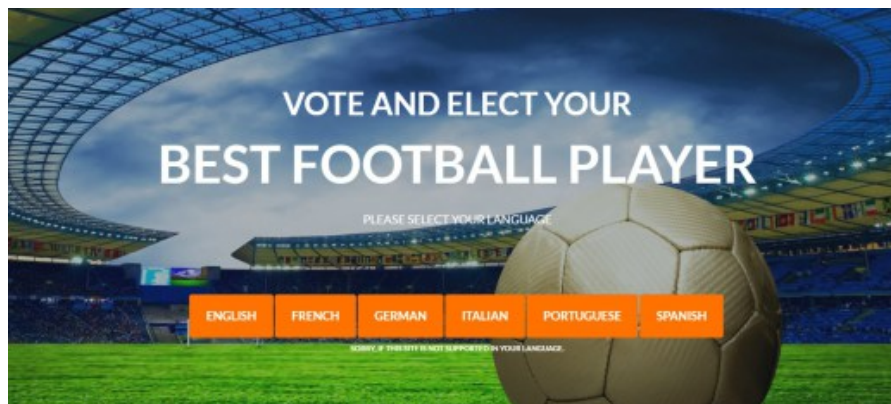 VOTE AND ELECT YOUR
BEST FOOTBALL PLAYER
PLEASE SELECT YOUR LANGUAGE
ENGLISH FRENCH GERMAN ITALIAN PORTUGUESE SPANISH
SORRY, IF THIS SITE IS NOT SUPPORTED IN YOUR LANGUAGE.